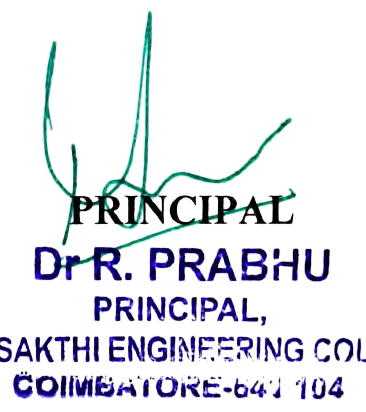 PRINCIPAL
Dr R. PRABHU
PRINCIPAL,
SAKTHI ENGINEERING COL
COIMBATORE-641 104